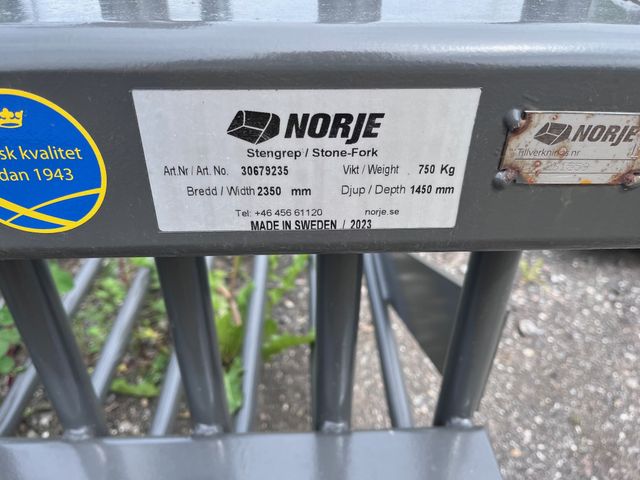 sk kvalitet
dan 1943
NORJE
Stengrep / Stone-Fork
Art.Nr / Art. No. 30679235 Vikt / Weight 750 Kg
Bredd / Width 2350 mm Djup / Depth 1450 mm
Tel: +46 456 61120 norje.se
MADE IN SWEDEN / 2023
NORJE
Tillverknings.nr